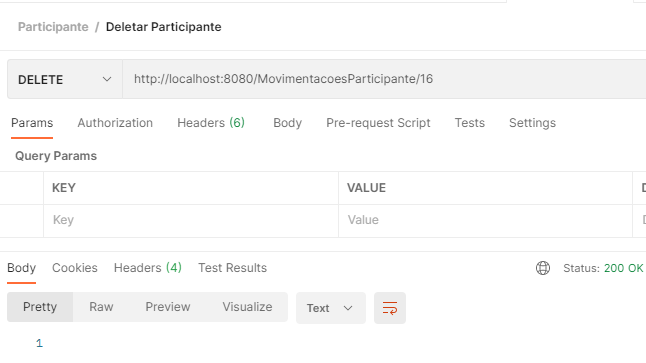 Participante / Deletar Participante
DELETE http://localhost:8080/MovimentacoesParticipante/16
Params Authorization Headers (6) Body Pre-request Script Tests Settings
Query Params
KEY VALUE D
Key Value D
Body Cookies Headers (4) Test Results Status: 200 OK
Pretty Raw Preview Visualize Text
1